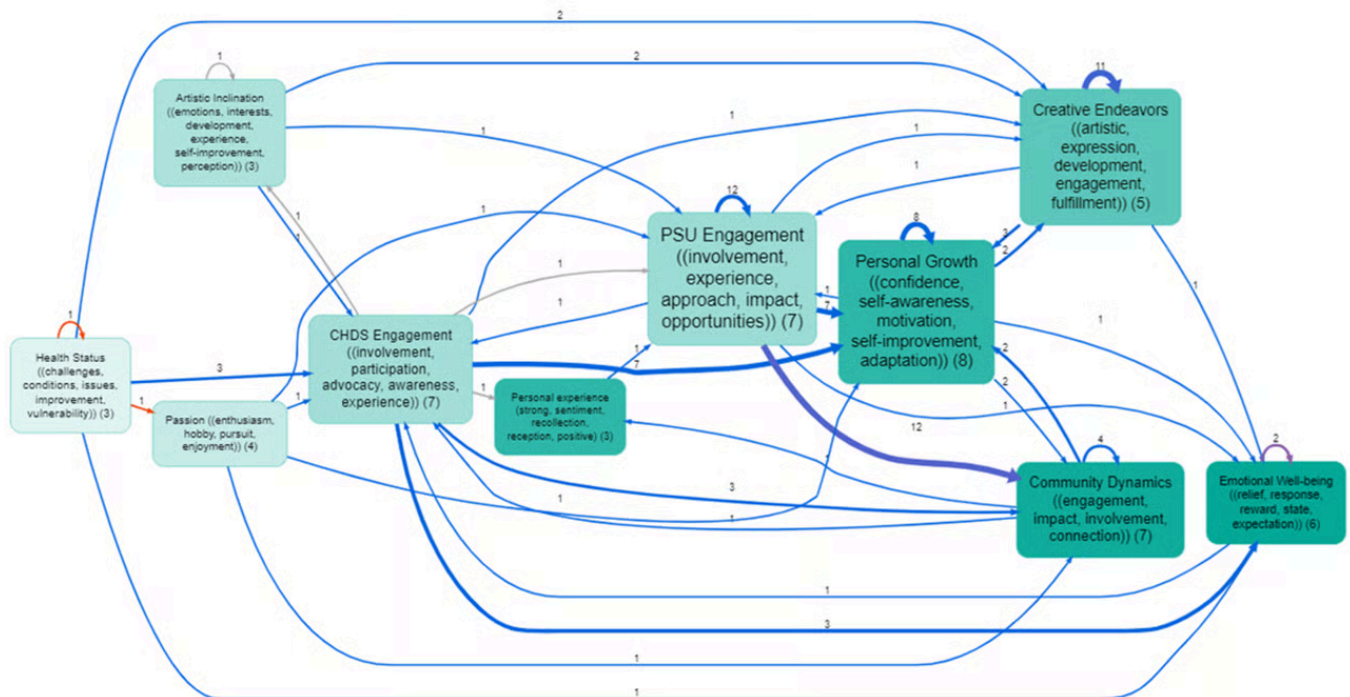 2
1
2
11
Artistic Inclination
((emotions, interests,
development,
experience,
self-improvement,
perception)) (3)
Creative Endeavors
((artistic,
expression,
development,
engagement,
fulfillment)) (5)
1
1
1
1
12
1
PSU Engagement
((involvement,
experience,
approach, impact,
opportunities)) (7)
8
Personal Growth
((confidence,
self-awareness,
motivation,
self-improvement,
adaptation)) (8)
3
2
1
1
1
1
1
1
7
1
Health Status
((challenges,
conditions, issues,
improvement,
vulnerability)) (3)
3
1
Passion ((enthusiasm,
hobby, pursuit,
enjoyment)) (4)
1
CHDS Engagement
((involvement,
participation,
advocacy, awareness,
experience)) (7)
1
7
1
Personal experience
(strong, sentiment,
recollection,
reception, positive) (3)
1
2
2
1
12
4
Community Dynamics
((engagement,
impact, involvement,
connection)) (7)
2
Emotional Well-being
((relief, response,
reward, state,
expectation)) (6)
3
1
1
1
3
1
1